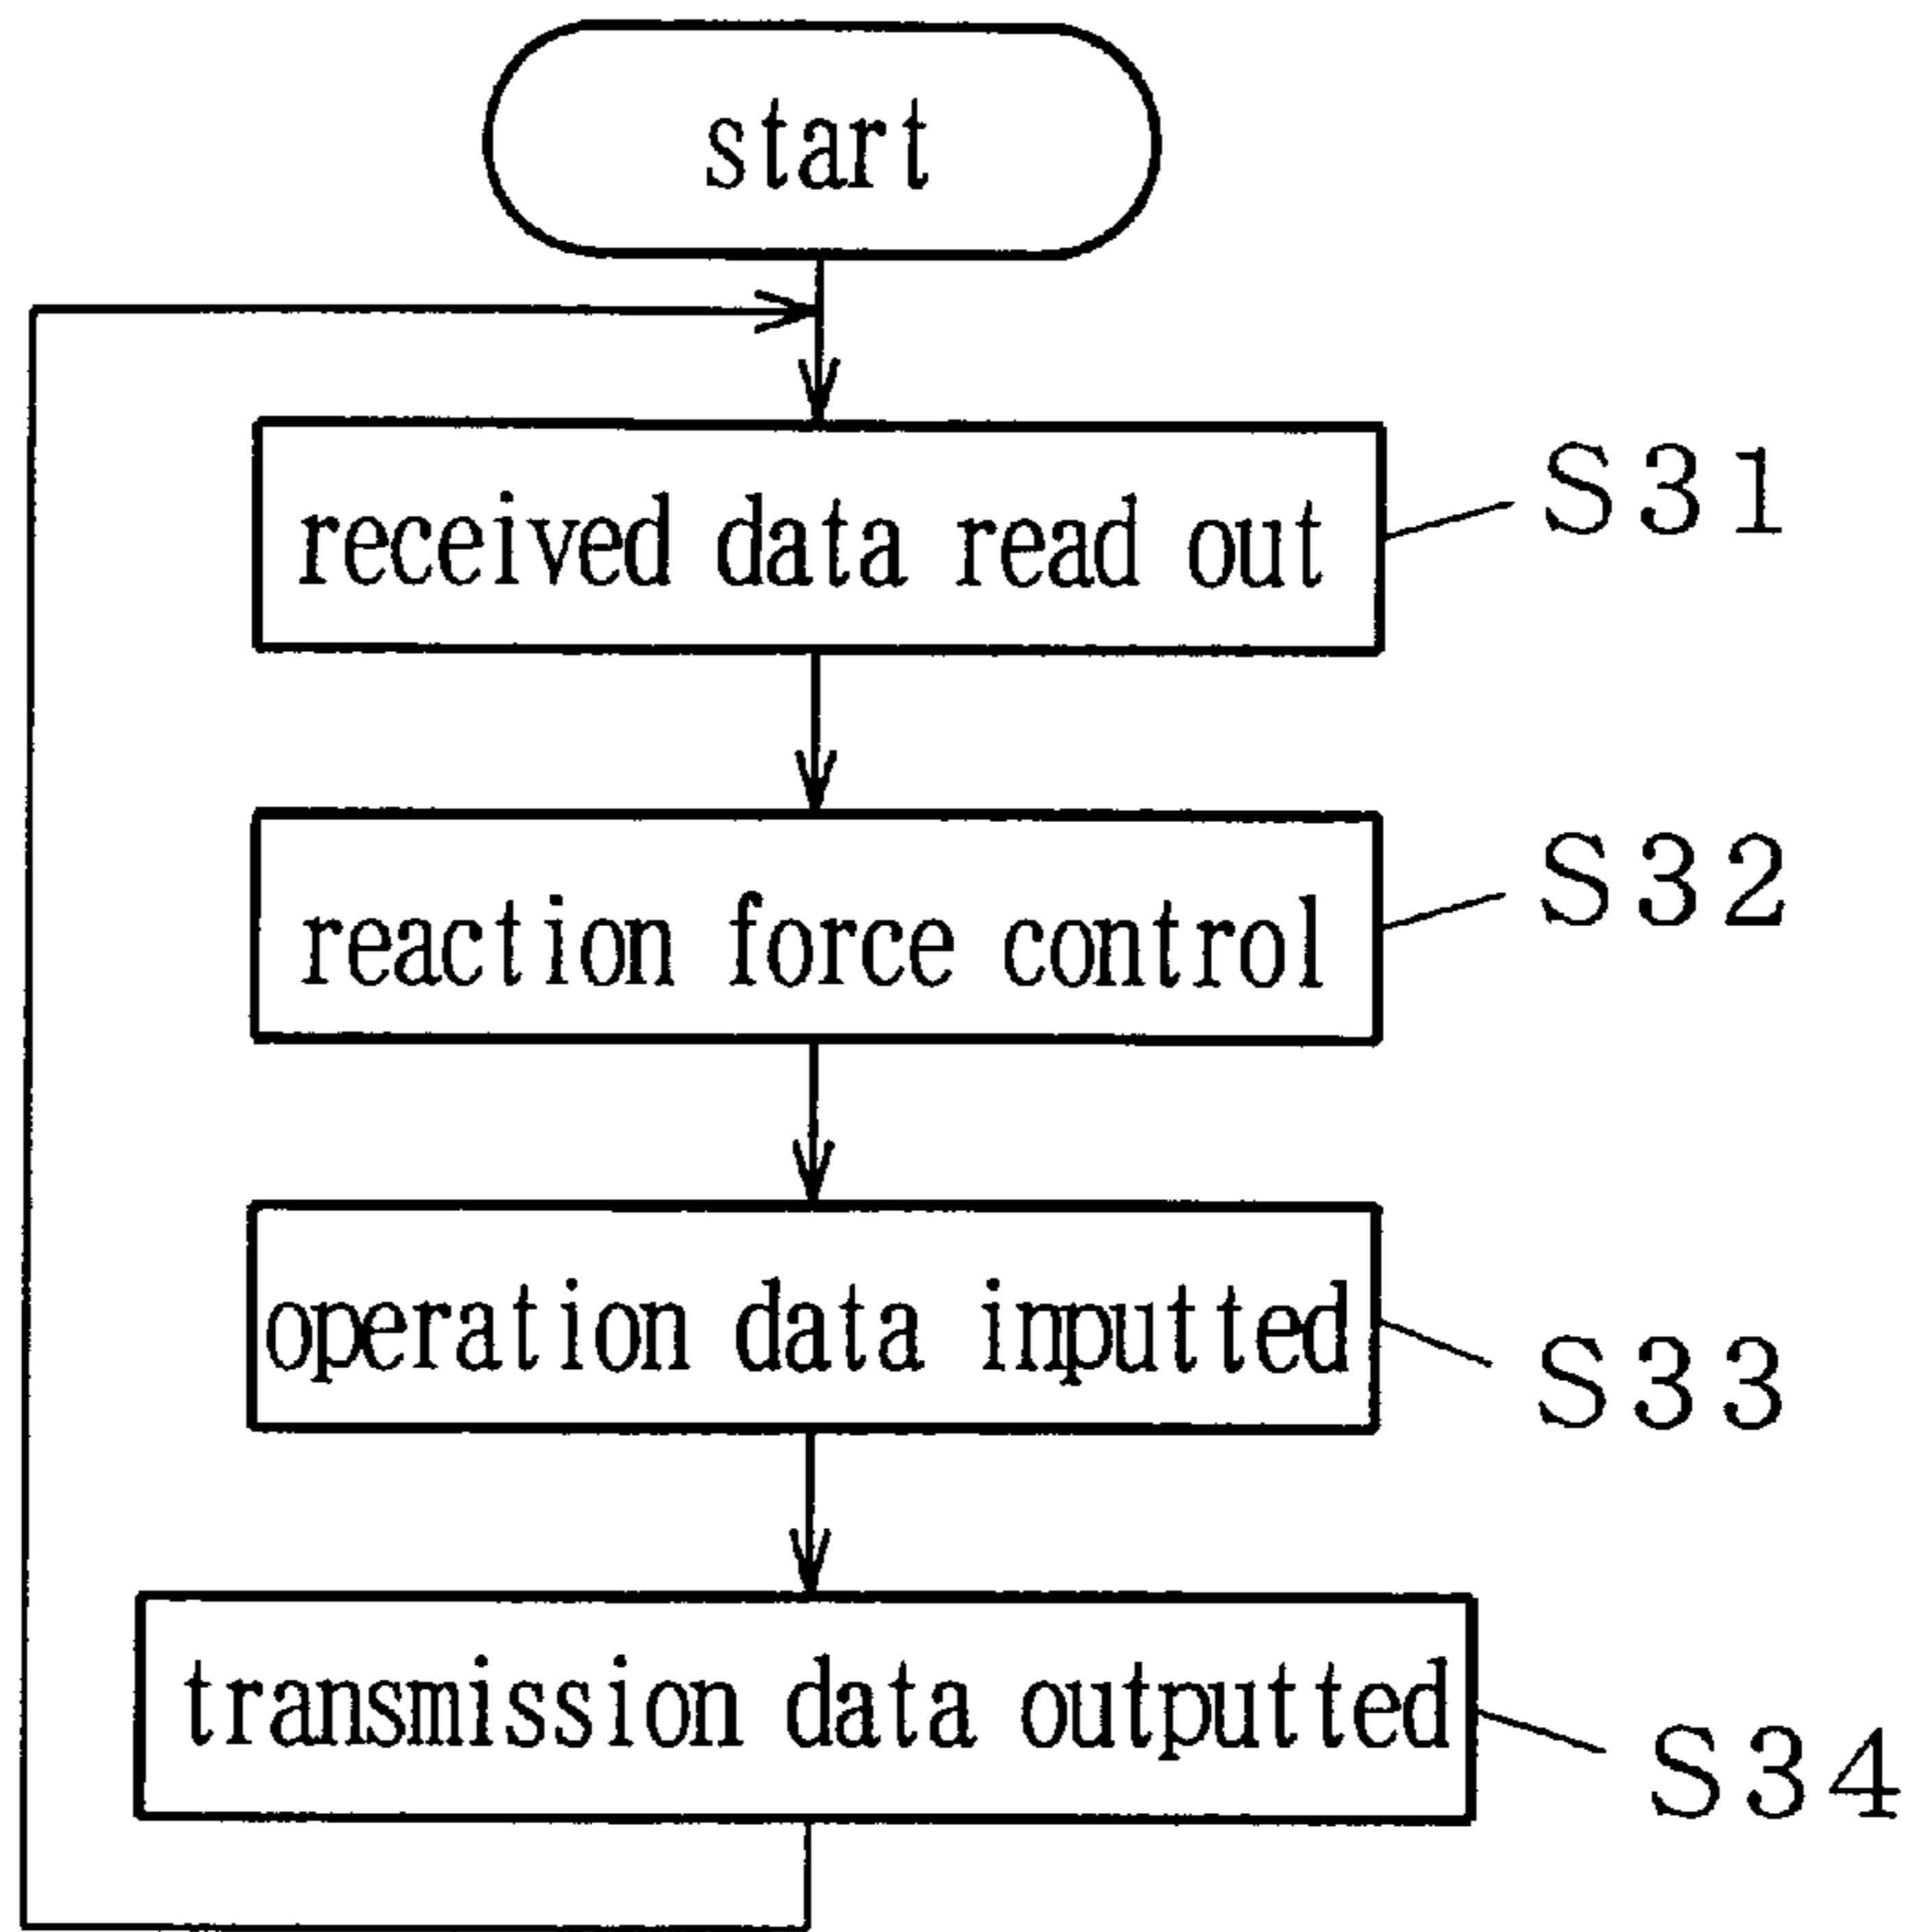 start
received data read out
S31
reaction force control
S32
operation data inputted
S33
transmission data outputted
S34